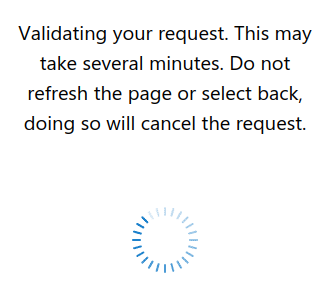 Validating your request. This may
take several minutes. Do not
refresh the page or select back,
doing so will cancel the request.